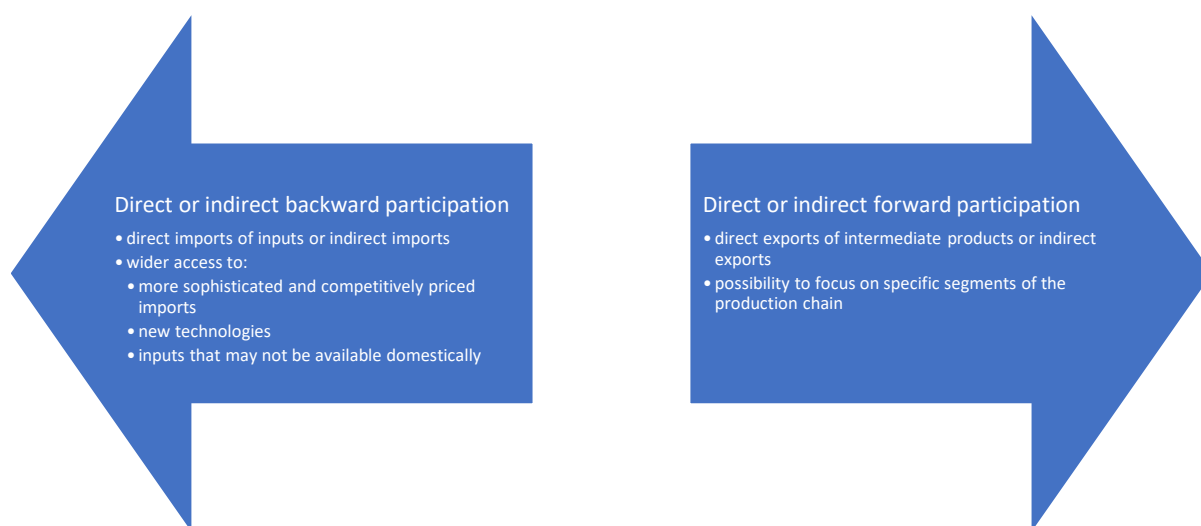 Direct or indirect backward participation
• direct imports of inputs or indirect imports
• wider access to:
• more sophisticated and competitively priced
imports
• new technologies
• inputs that may not be available domestically
Direct or indirect forward participation
• direct exports of intermediate products or indirect
exports
• possibility to focus on specific segments of the
production chain